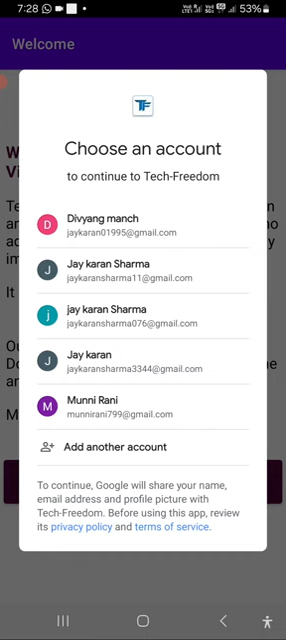 7:28
53%
Welcome
TF
Choose an account
to continue to Tech-Freedom
D
Divyang manch
jaykaran01995@gmail.com
J
Jay karan Sharma
jaykaransharma11@gmail.com
j
jay karan Sharma
jaykaransharma076@gmail.com
J
Jay karan
jaykaransharma3344@gmail.com
M
Munni Rani
munnirani799@gmail.com
Add another account
To continue, Google will share your name,
email address and profile picture with
Tech-Freedom. Before using this app, review
its privacy policy and terms of service.